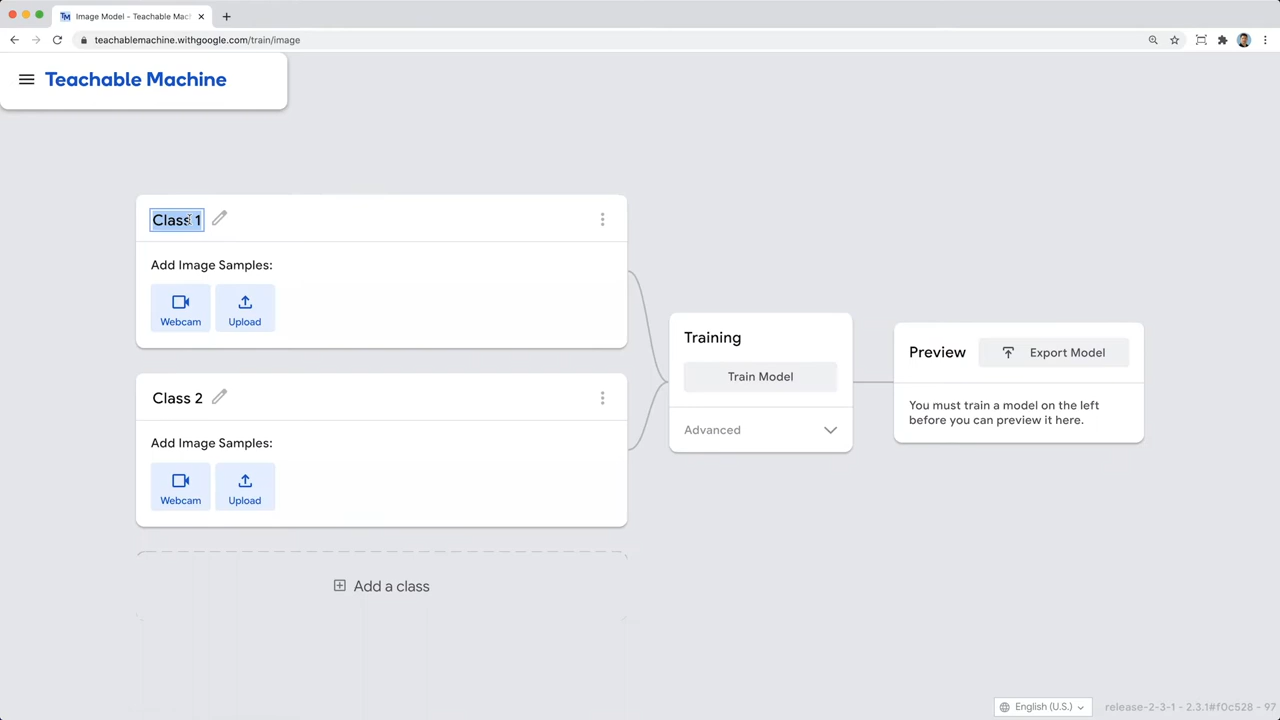 Image Model - Teachable Mach
teachablemachine.withgoogle.com/train/image
Teachable Machine
Class 1
Add Image Samples:
Webcam
Upload
Class 2
Add Image Samples:
Webcam
Upload
Add a class
Training
Train Model
Advanced
Preview
Export Model
You must train a model on the left
before you can preview it here.
English (U.S.)
release-2-3-1 - 2.3.1#f0c528 - 97